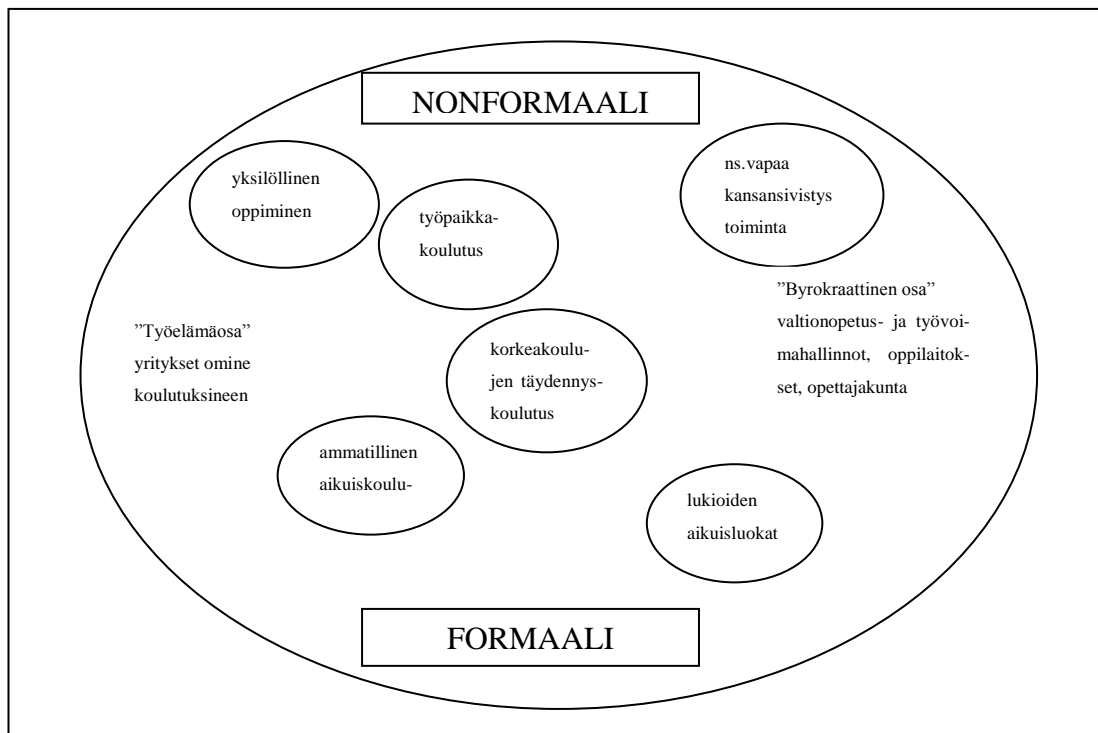 NONFORMAALI
yksilöllinen
oppiminen
työpaikka-
koulutus
ns.vapaa
kansansivistys
toiminta
”Työelämäosa”
yritykset omine
koulutuksineen
korkeakoulu-
jen täydennys-
koulutus
”Byrokraattinen osa”
valtionopetus- ja työvoi-
mahallinnot, oppilaitok-
set, opettajakunta
ammatillinen
aikuiskoulu-
lukioiden
aikuisluokat
FORMAALI